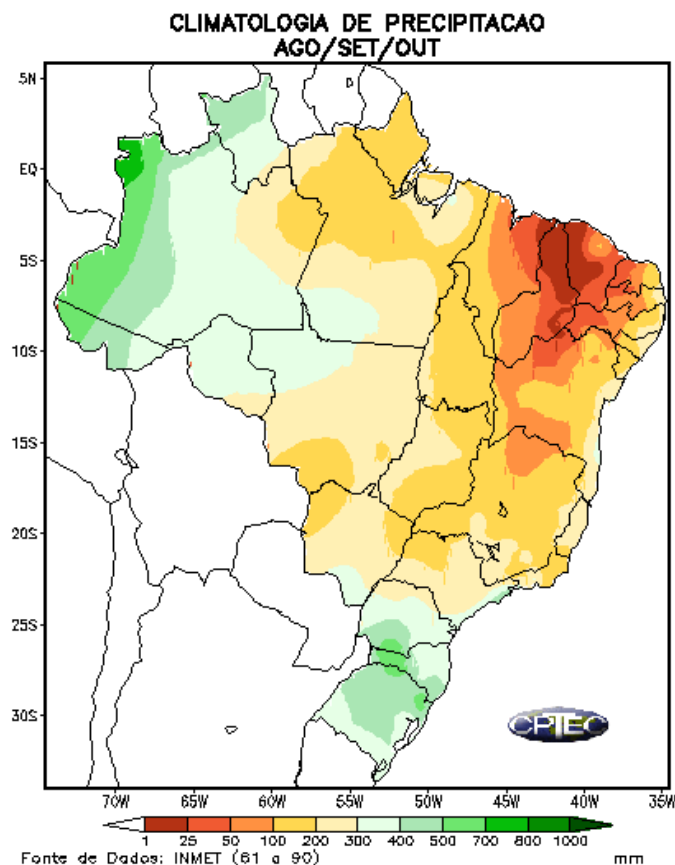 CLIMATOLOGIA DE PRECIPITACAO
AGO/SET/OUT
5N
EQ
5S
10S
15S
20S
25S
30S
CPTEC
70W 65W 60W 55W 50W 45W 40W 35W
1 25 50 100 200 300 400 500 700 800 1000
Fonte de Dados: INMET (61 a 90) mm